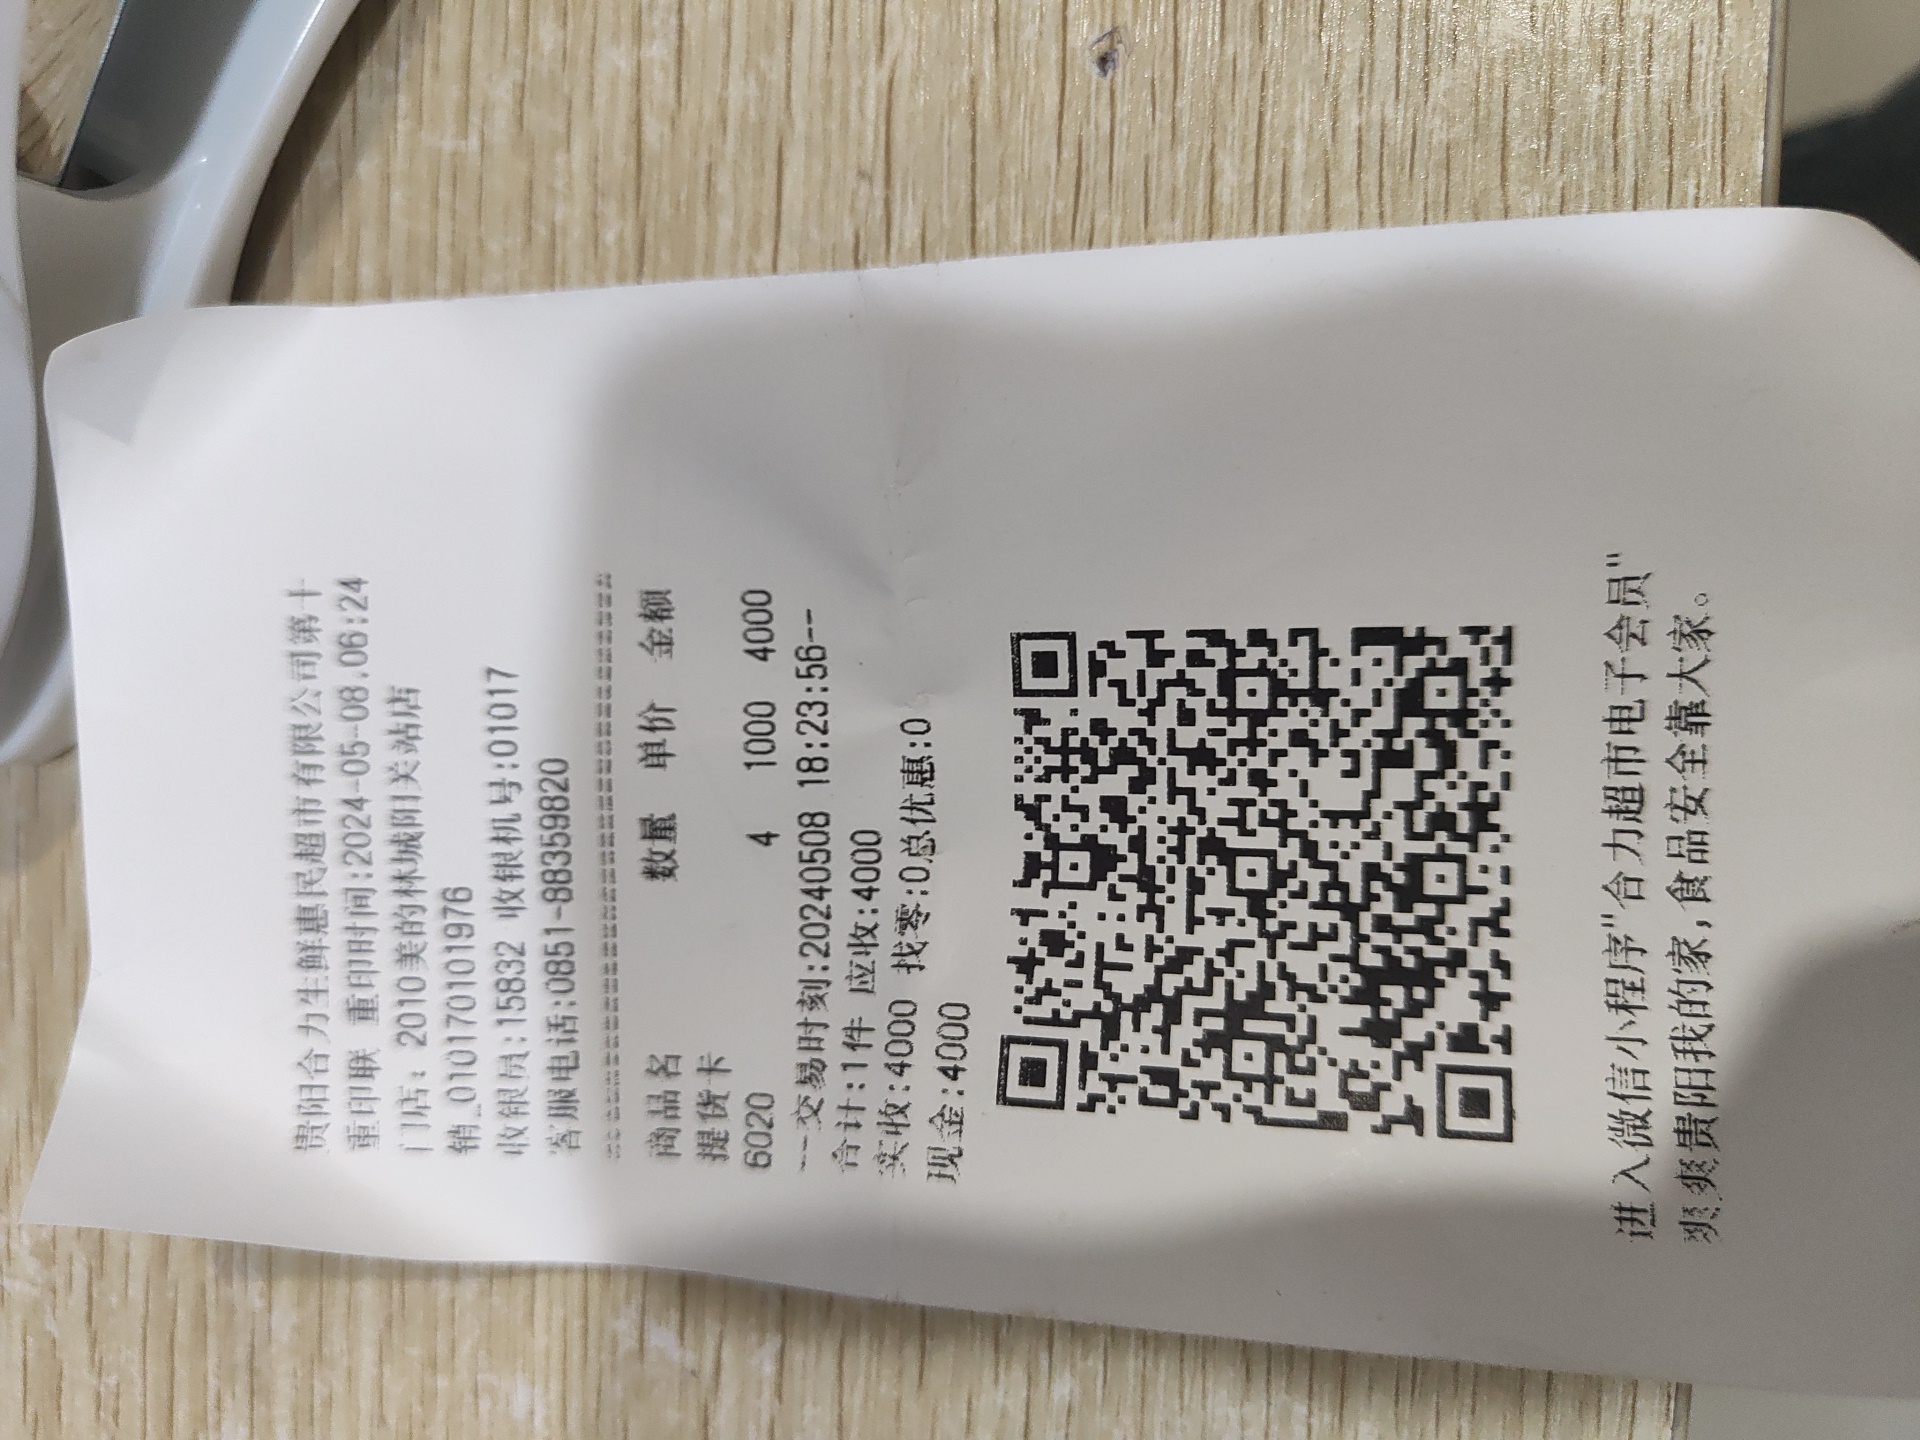 贵阳合力生鲜惠民超市有限公司第十
重印联 重印时间:2024-05-08.06:24
门店: 2010美的林城阳关站店
销_010170101001976
收银员:15832 收银机号:01017
客服电话:0851-88359820
商品名 数量 单价 金额
提货卡
6020 4 1000 4000
--交易时刻:20240508 18:23:56--
合计:1件 应收:4000
实收:4000 找零:0总优惠:0
现金:4000
进入微信小程序"合力超市电子会员"
爽爽贵阳我的家,食品安全靠大家。